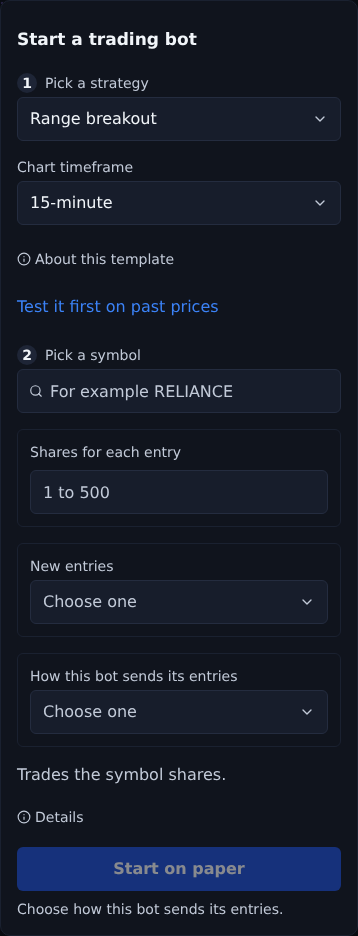 Start a trading bot
1 Pick a strategy
Range breakout
Chart timeframe
15-minute
About this template
Test it first on past prices
2 Pick a symbol
For example RELIANCE
Shares for each entry
1 to 500
New entries
Choose one
How this bot sends its entries
Choose one
Trades the symbol shares.
Details
Start on paper
Choose how this bot sends its entries.